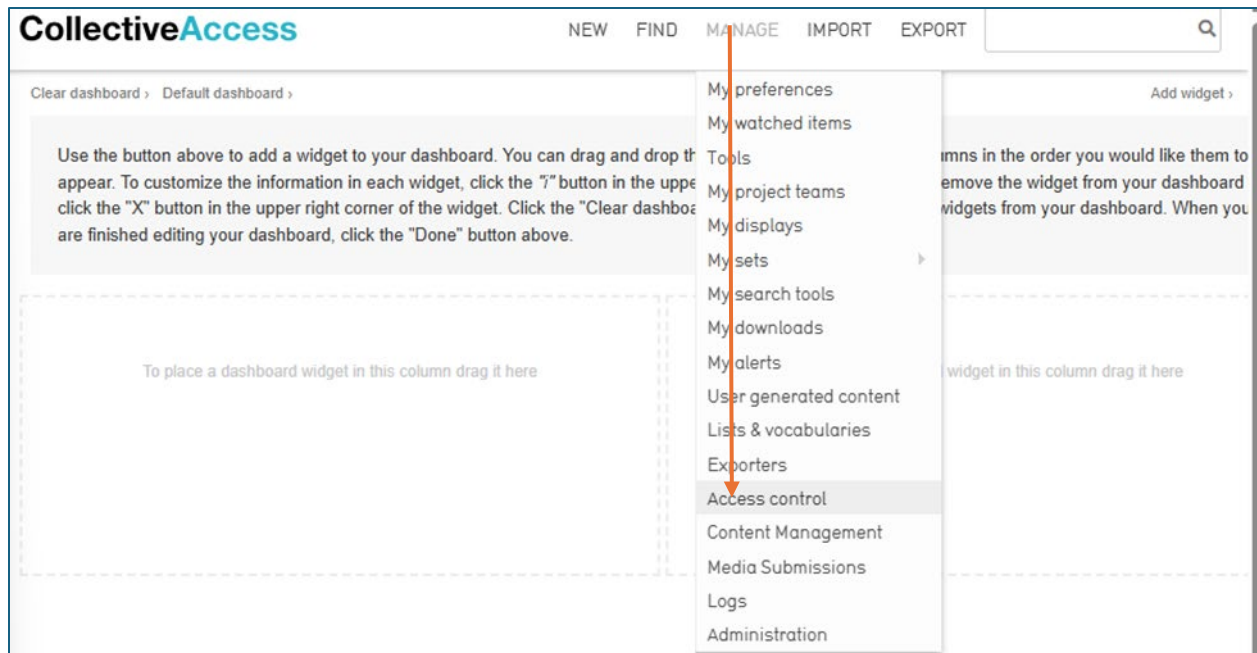 CollectiveAccess
NEW FIND MANAGE IMPORT EXPORT
Clear dashboard › Default dashboard › Add widget ›
Use the button above to add a widget to your dashboard. You can drag and drop th
appear. To customize the information in each widget, click the "i" button in the uppe
click the "X" button in the upper right corner of the widget. Click the "Clear dashboa
are finished editing your dashboard, click the "Done" button above.
umns in the order you would like them to
emove the widget from your dashboard
widgets from your dashboard. When you
To place a dashboard widget in this column drag it here
widget in this column drag it here
My preferences
My watched items
Tools
My project teams
My displays
My sets
My search tools
My downloads
My alerts
User generated content
Lists & vocabularies
Exporters
Access control
Content Management
Media Submissions
Logs
Administration